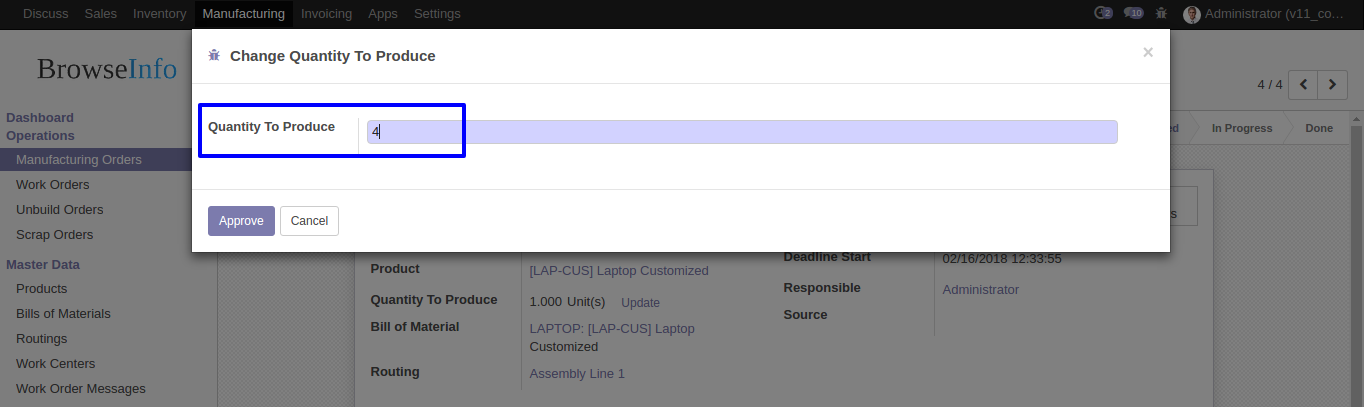 Discuss Sales Inventory Manufacturing Invoicing Apps Settings 2 10 Administrator (v11_co...
Change Quantity To Produce ×
BrowseInfo
4 / 4
Quantity To Produce 4
In Progress Done
Approve Cancel
Dashboard
Operations
Manufacturing Orders
Work Orders
Unbuild Orders
Scrap Orders
Master Data
Products
Bills of Materials
Routings
Work Centers
Work Order Messages
Product [LAP-CUS] Laptop Customized
Quantity To Produce 1.000 Unit(s) Update
Bill of Material LAPTOP: [LAP-CUS] Laptop
Customized
Routing Assembly Line 1
Deadline Start 02/16/2018 12:33:55
Responsible Administrator
Source